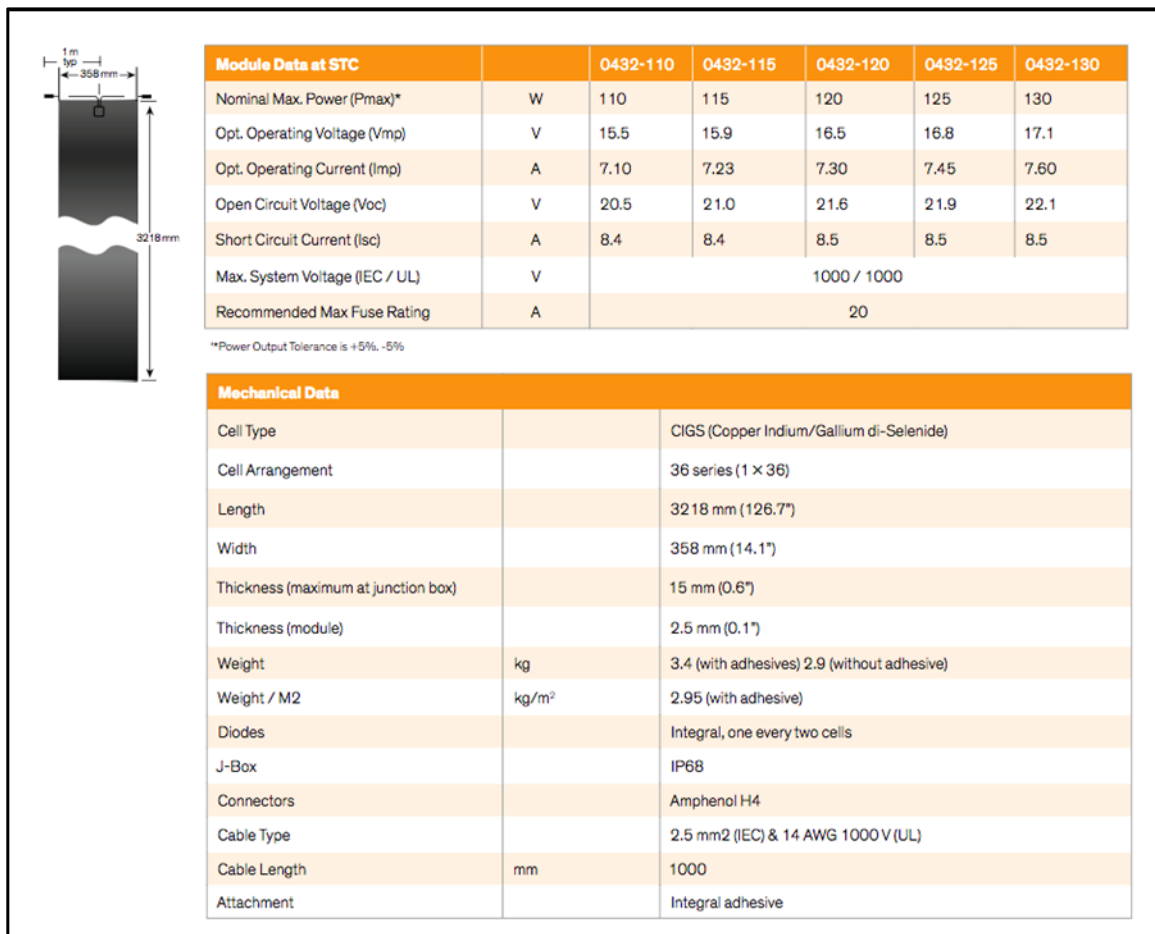 1 m
typ
358 mm
3218 mm
Module Data at STC 0432-110 0432-115 0432-120 0432-125 0432-130
Nominal Max. Power (Pmax)* W 110 115 120 125 130
Opt. Operating Voltage (Vmp) V 15.5 15.9 16.5 16.8 17.1
Opt. Operating Current (Imp) A 7.10 7.23 7.30 7.45 7.60
Open Circuit Voltage (Voc) V 20.5 21.0 21.6 21.9 22.1
Short Circuit Current (Isc) A 8.4 8.4 8.5 8.5 8.5
Max. System Voltage (IEC / UL) V 1000 / 1000
Recommended Max Fuse Rating A 20
"*Power Output Tolerance is +5%. -5%
Mechanical Data
Cell Type CIGS (Copper Indium/Gallium di-Selenide)
Cell Arrangement 36 series (1 × 36)
Length 3218 mm (126.7")
Width 358 mm (14.1")
Thickness (maximum at junction box) 15 mm (0.6")
Thickness (module) 2.5 mm (0.1")
Weight kg 3.4 (with adhesives) 2.9 (without adhesive)
Weight / M2 kg/m² 2.95 (with adhesive)
Diodes Integral, one every two cells
J-Box IP68
Connectors Amphenol H4
Cable Type 2.5 mm2 (IEC) & 14 AWG 1000 V (UL)
Cable Length mm 1000
Attachment Integral adhesive